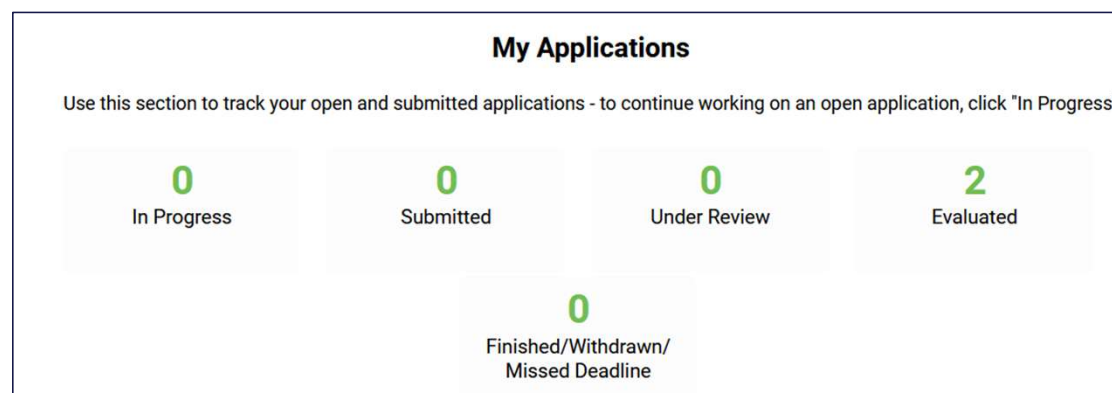 My Applications
Use this section to track your open and submitted applications - to continue working on an open application, click "In Progress
0
In Progress
0
Submitted
0
Under Review
2
Evaluated
0
Finished/Withdrawn/
Missed Deadline